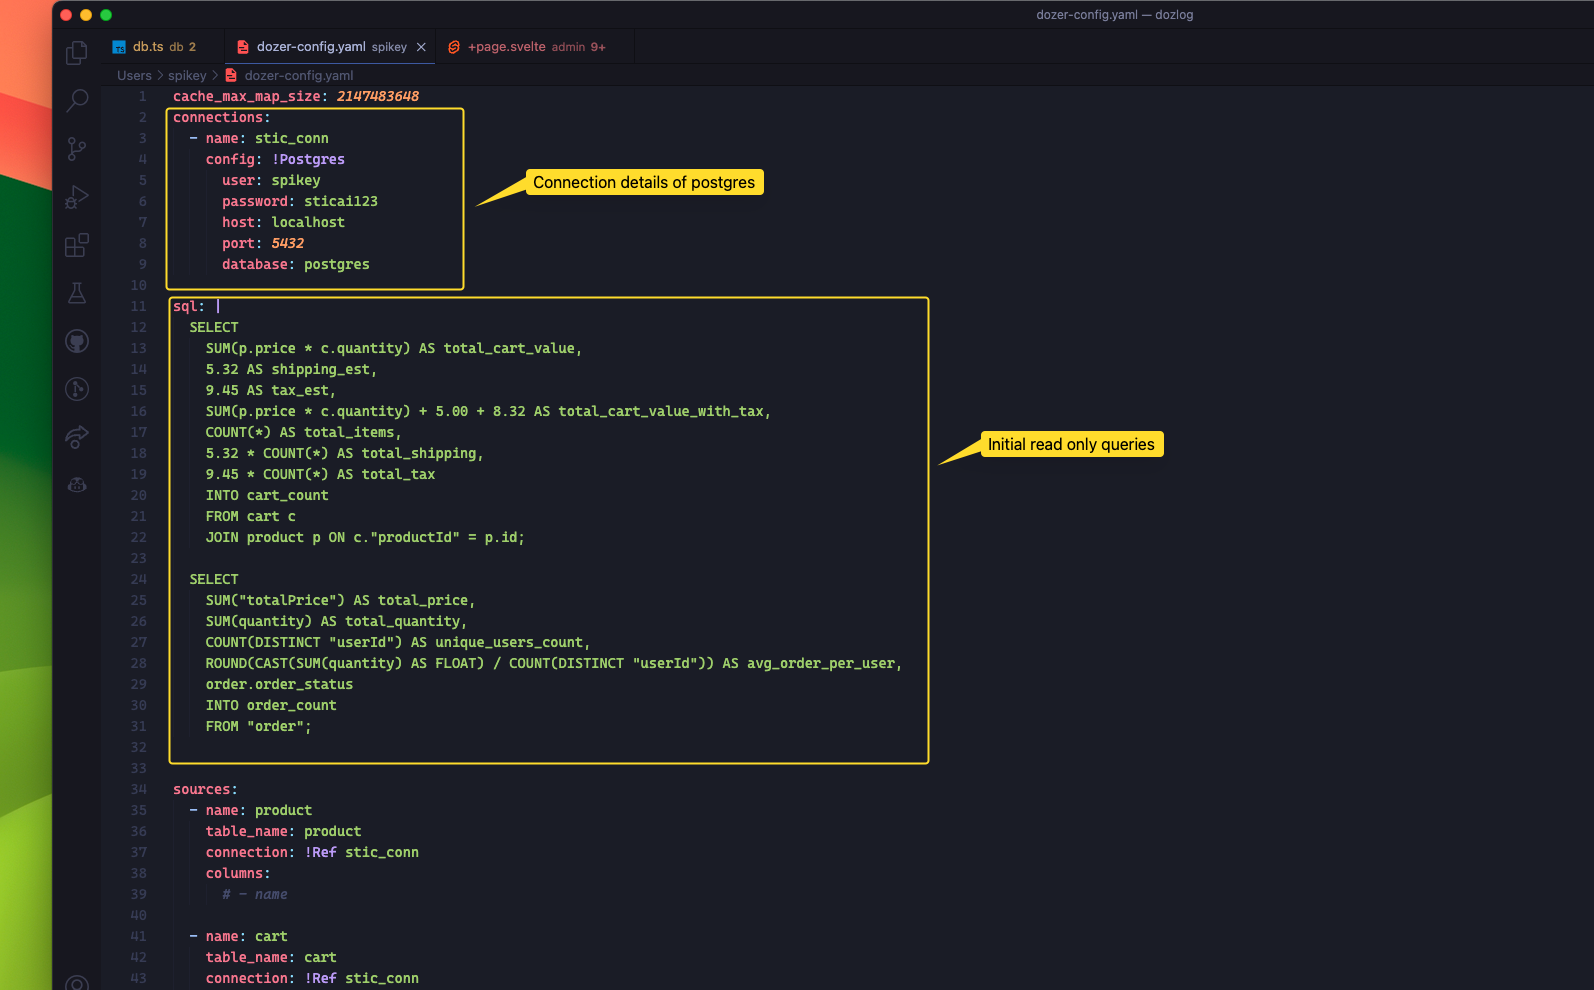 dozer-config.yaml — dozlog
db.ts db 2
dozer-config.yaml spikey
+page.svelte admin 9+
Users > spikey > dozer-config.yaml
1 cache_max_map_size: 2147483648
2 connections:
3 - name: stic_conn
4 config: !Postgres
5 user: spikey
6 password: sticai123
7 host: localhost
8 port: 5432
9 database: postgres
10
Connection details of postgres
11 sql: |
12 SELECT
13 SUM(p.price * c.quantity) AS total_cart_value,
14 5.32 AS shipping_est,
15 9.45 AS tax_est,
16 SUM(p.price * c.quantity) + 5.00 + 8.32 AS total_cart_value_with_tax,
17 COUNT(*) AS total_items,
18 5.32 * COUNT(*) AS total_shipping,
19 9.45 * COUNT(*) AS total_tax
20 INTO cart_count
21 FROM cart c
22 JOIN product p ON c."productId" = p.id;
23
Initial read only queries
24 SELECT
25 SUM("totalPrice") AS total_price,
26 SUM(quantity) AS total_quantity,
27 COUNT(DISTINCT "userId") AS unique_users_count,
28 ROUND(CAST(SUM(quantity) AS FLOAT) / COUNT(DISTINCT "userId")) AS avg_order_per_user,
29 order.order_status
30 INTO order_count
31 FROM "order";
32
33
34 sources:
35 - name: product
36 table_name: product
37 connection: !Ref stic_conn
38 columns:
39 # - name
40
41 - name: cart
42 table_name: cart
43 connection: !Ref stic_conn